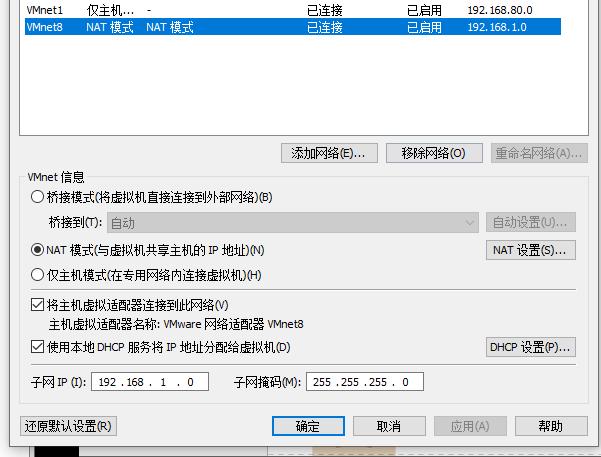 VMnet1 仅主机... - 已连接 已启用 192.168.80.0
VMnet8 NAT 模式 NAT 模式 已连接 已启用 192.168.1.0
添加网络(E)... 移除网络(O) 重命名网络(A)...
VMnet 信息
桥接模式(将虚拟机直接连接到外部网络)(B)
桥接到(T): 自动 自动设置(U)...
NAT 模式(与虚拟机共享主机的 IP 地址)(N) NAT 设置(S)...
仅主机模式(在专用网络内连接虚拟机)(H)
将主机虚拟适配器连接到此网络(V)
主机虚拟适配器名称: VMware 网络适配器 VMnet8
使用本地 DHCP 服务将 IP 地址分配给虚拟机(D) DHCP 设置(P)...
子网 IP (I): 192 .168 . 1 . 0 子网掩码(M): 255 .255 .255 . 0
还原默认设置(R) 确定 取消 应用(A) 帮助